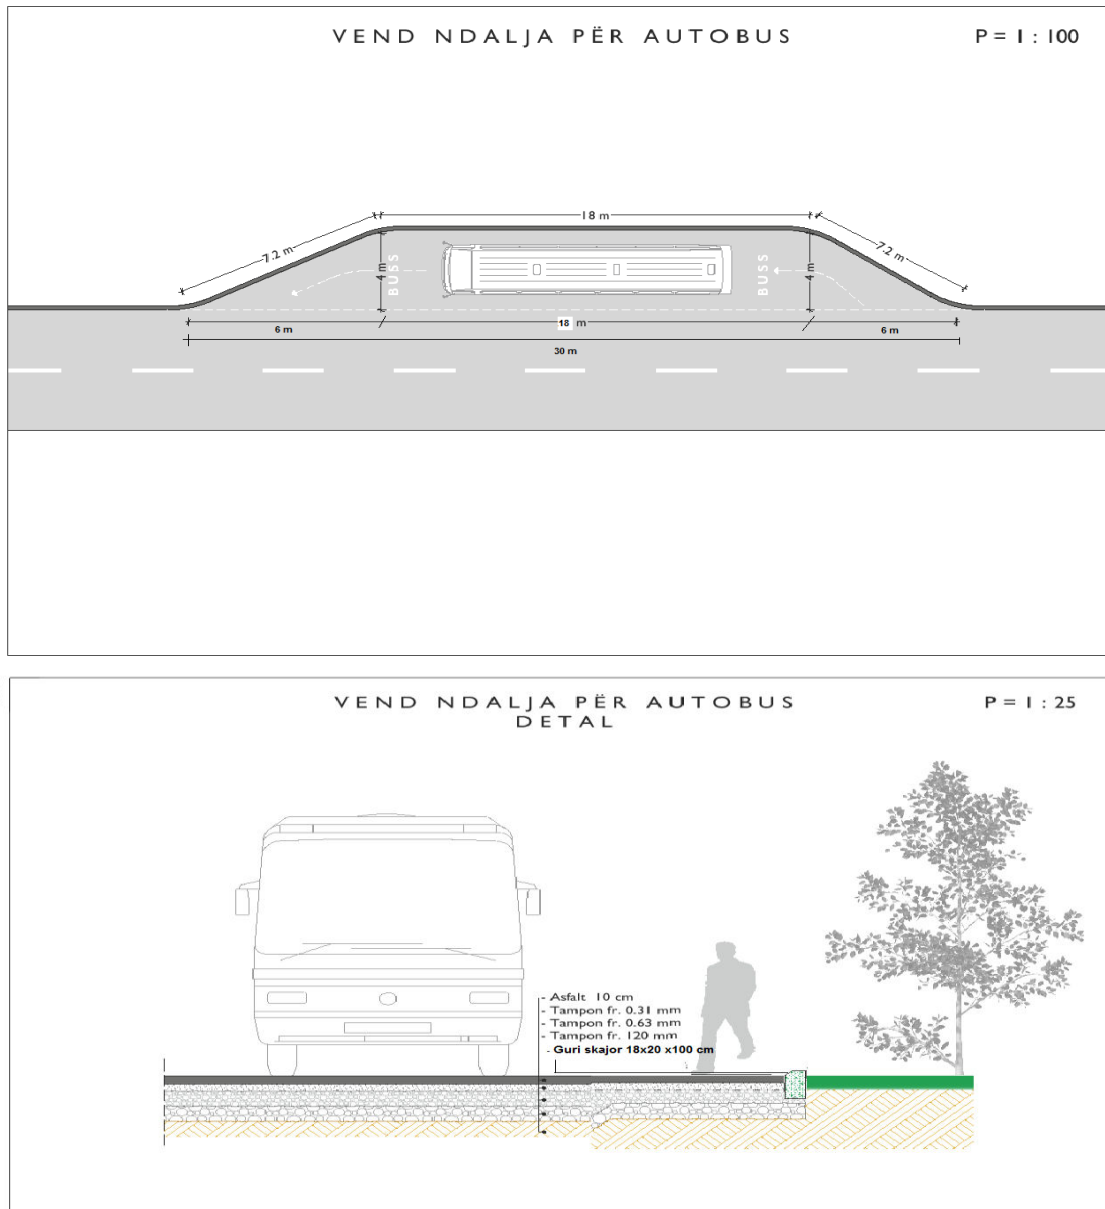 VEND NDALJA PËR AUTOBUS
P = 1 : 100
18 m
7.2 m
7.2 m
4 m
BUSS
BUSS
4 m
6 m
18 m
6 m
30 m
VEND NDALJA PËR AUTOBUS
DETAL
P = 1 : 25
- Asfalt 10 cm
- Tampon fr. 0.31 mm
- Tampon fr. 0.63 mm
- Tampon fr. 120 mm
- Guri skajor 18x20 x100 cm